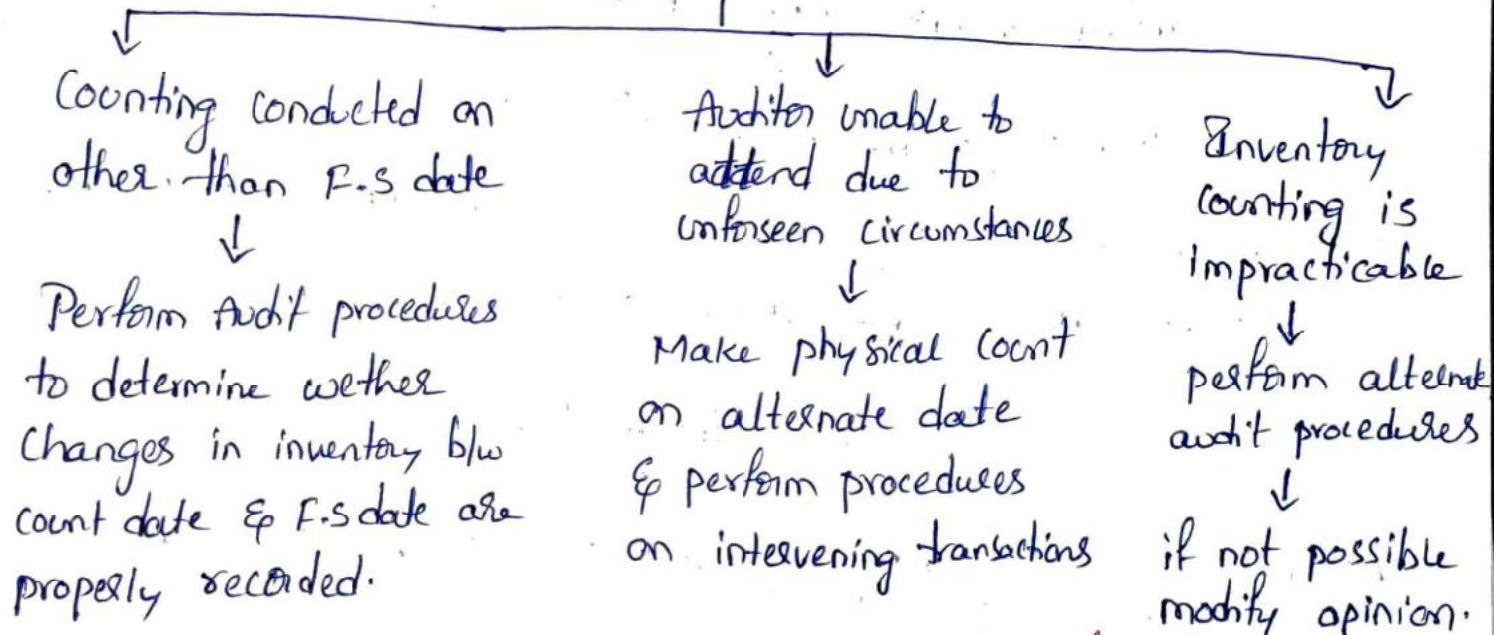 Counting conducted on
other than F.S date
Perform Audit procedures
to determine wether
Changes in inventory b/w
count date & F.S date are
properly recorded.
Auditor unable to
addtend due to
unforseen circumstances
Make physical count
on alternate date
& perform procedures
on intervening transactions
Inventory
counting is
impracticable
perform alternate
audit procedures
if not possible
modify opinion.